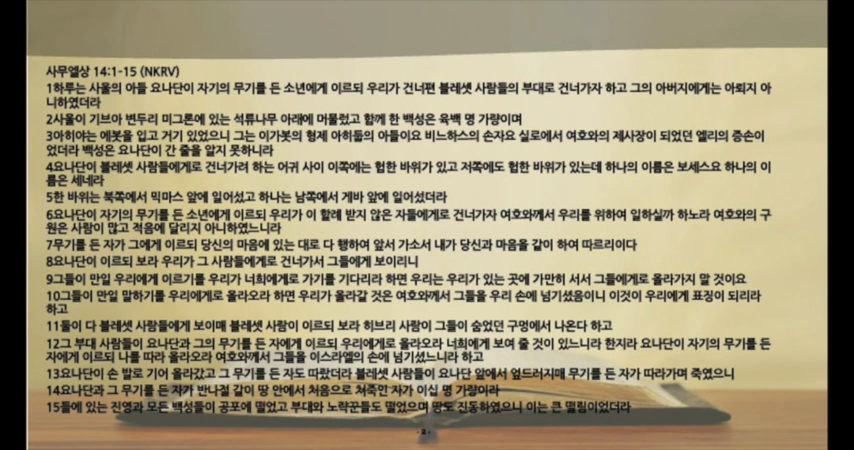 사무엘상 14:1-15 (NKRV)
1하루는 사울의 아들 요나단이 자기의 무기를 든 소년에게 이르되 우리가 건너편 블레셋 사람들의 부대로 건너가자 하고 그의 아버지에게는 아뢰지 아
니하였더라
2사울이 기브아 변두리 미그론에 있는 석류나무 아래에 머물렀고 함께 한 백성은 육백 명 가량이며
3아히야는 에봇을 입고 거기 있었으니 그는 이가봇의 형제 아히둡의 아들이요 비느하스의 손자요 실로에서 여호와의 제사장이 되었던 엘리의 증손이
었더라 백성은 요나단이 간 줄을 알지 못하니라
4요나단이 블레셋 사람들에게로 건너가려 하는 어귀 사이 이쪽에는 험한 바위가 있고 저쪽에도 험한 바위가 있는데 하나의 이름은 보세스요 하나의 이
름은 세네라
5한 바위는 북쪽에서 믹마스 앞에 일어섰고 하나는 남쪽에서 게바 앞에 일어섰더라
6요나단이 자기의 무기를 든 소년에게 이르되 우리가 이 할례 받지 않은 자들에게로 건너가자 여호와께서 우리를 위하여 일하실까 하노라 여호와의 구
원은 사람이 많고 적음에 달리지 아니하였느니라
7무기를 든 자가 그에게 이르되 당신의 마음에 있는 대로 다 행하여 앞서 가소서 내가 당신과 마음을 같이 하여 따르리이다
8요나단이 이르되 보라 우리가 그 사람들에게로 건너가서 그들에게 보이리니
9그들이 만일 우리에게 이르기를 우리가 너희에게로 가기를 기다리라 하면 우리는 우리가 있는 곳에 가만히 서서 그들에게로 올라가지 말 것이요
10그들이 만일 말하기를 우리에게로 올라오라 하면 우리가 올라갈 것은 여호와께서 그들을 우리 손에 넘기셨음이니 이것이 우리에게 표징이 되리라
하고
11둘이 다 블레셋 사람들에게 보이매 블레셋 사람이 이르되 보라 히브리 사람이 그들이 숨었던 구멍에서 나온다 하고
12그 부대 사람들이 요나단과 그의 무기를 든 자에게 이르되 우리에게로 올라오라 너희에게 보여 줄 것이 있느니라 한지라 요나단이 자기의 무기를 든
자에게 이르되 나를 따라 올라오라 여호와께서 그들을 이스라엘의 손에 넘기셨느니라 하고
13요나단이 손 발로 기어 올라갔고 그 무기를 든 자도 따랐더라 블레셋 사람들이 요나단 앞에서 엎드러지매 무기를 든 자가 따라가며 죽였으니
14요나단과 그 무기를 든 자가 반나절 갈이 땅 안에서 처음으로 쳐죽인 자가 이십 명 가량이라
15들에 있는 진영과 모든 백성들이 공포에 떨었고 부대와 노략꾼들도 떨었으며 땅도 진동하였으니 이는 큰 떨림이었더라
- 2 -